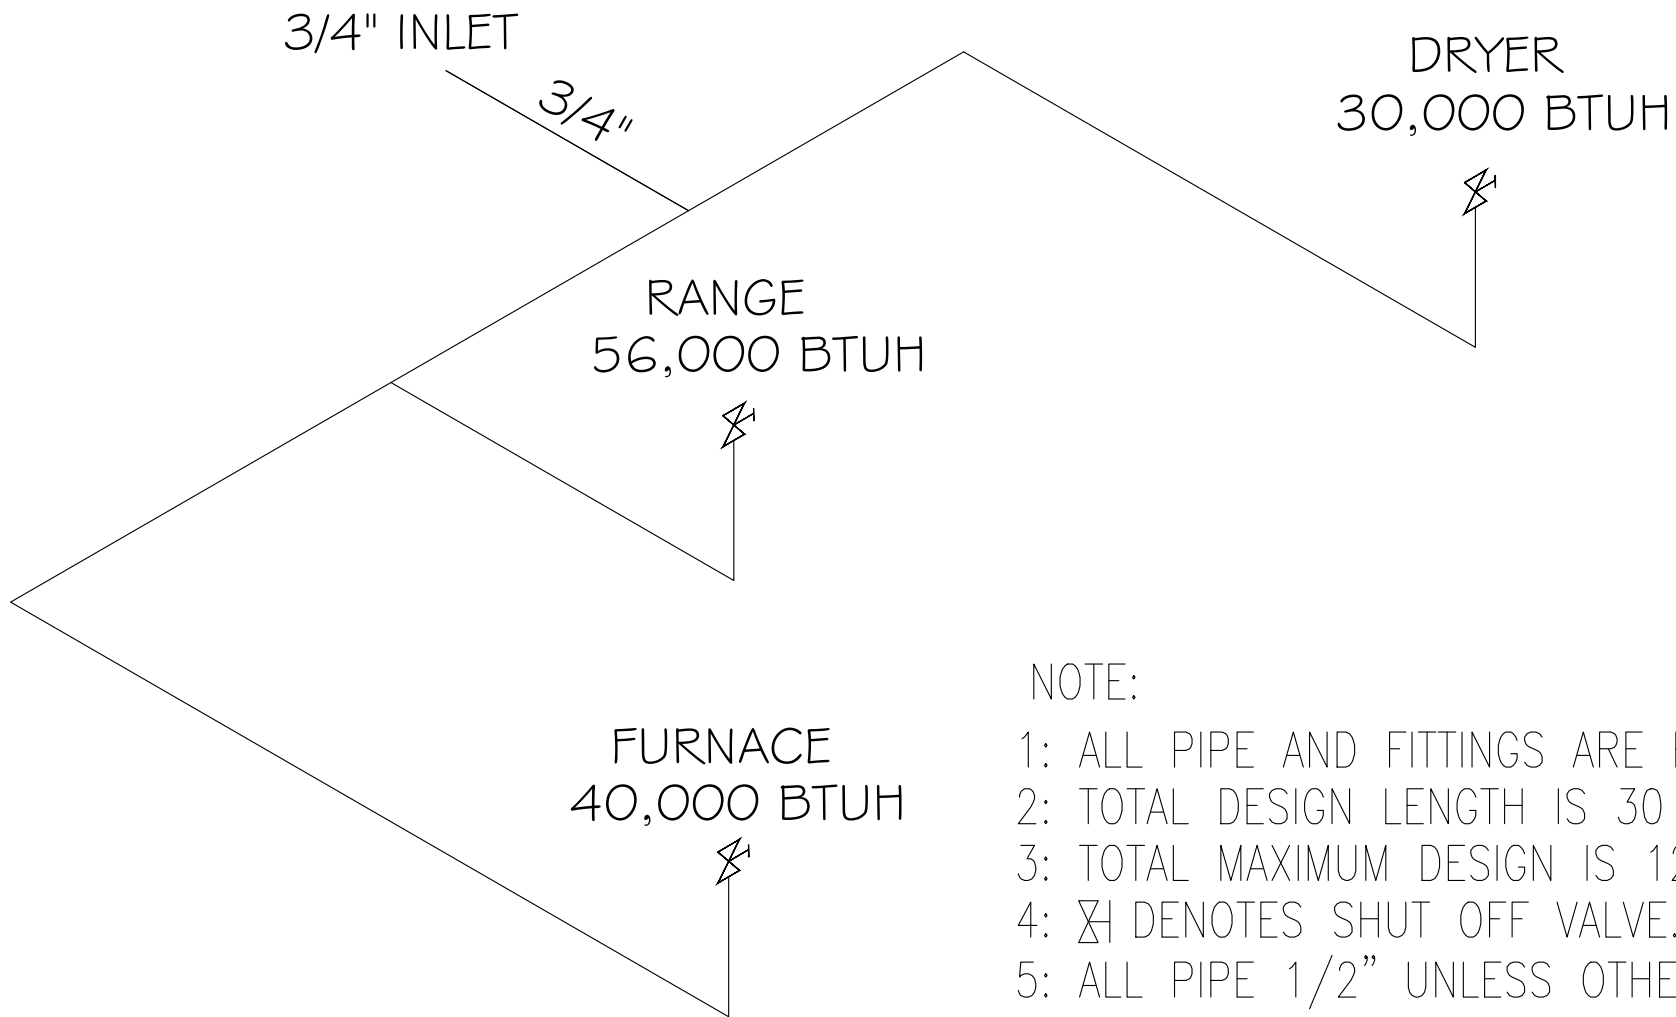 3/4" INLET
3/4"
DRYER
30,000 BTUH
RANGE
56,000 BTUH
FURNACE
40,000 BTUH
NOTE:
1: ALL PIPE AND FITTINGS ARE
2: TOTAL DESIGN LENGTH IS 30
3: TOTAL MAXIMUM DESIGN IS
4: DENOTES SHUT OFF VALVE.
5: ALL PIPE 1/2” UNLESS